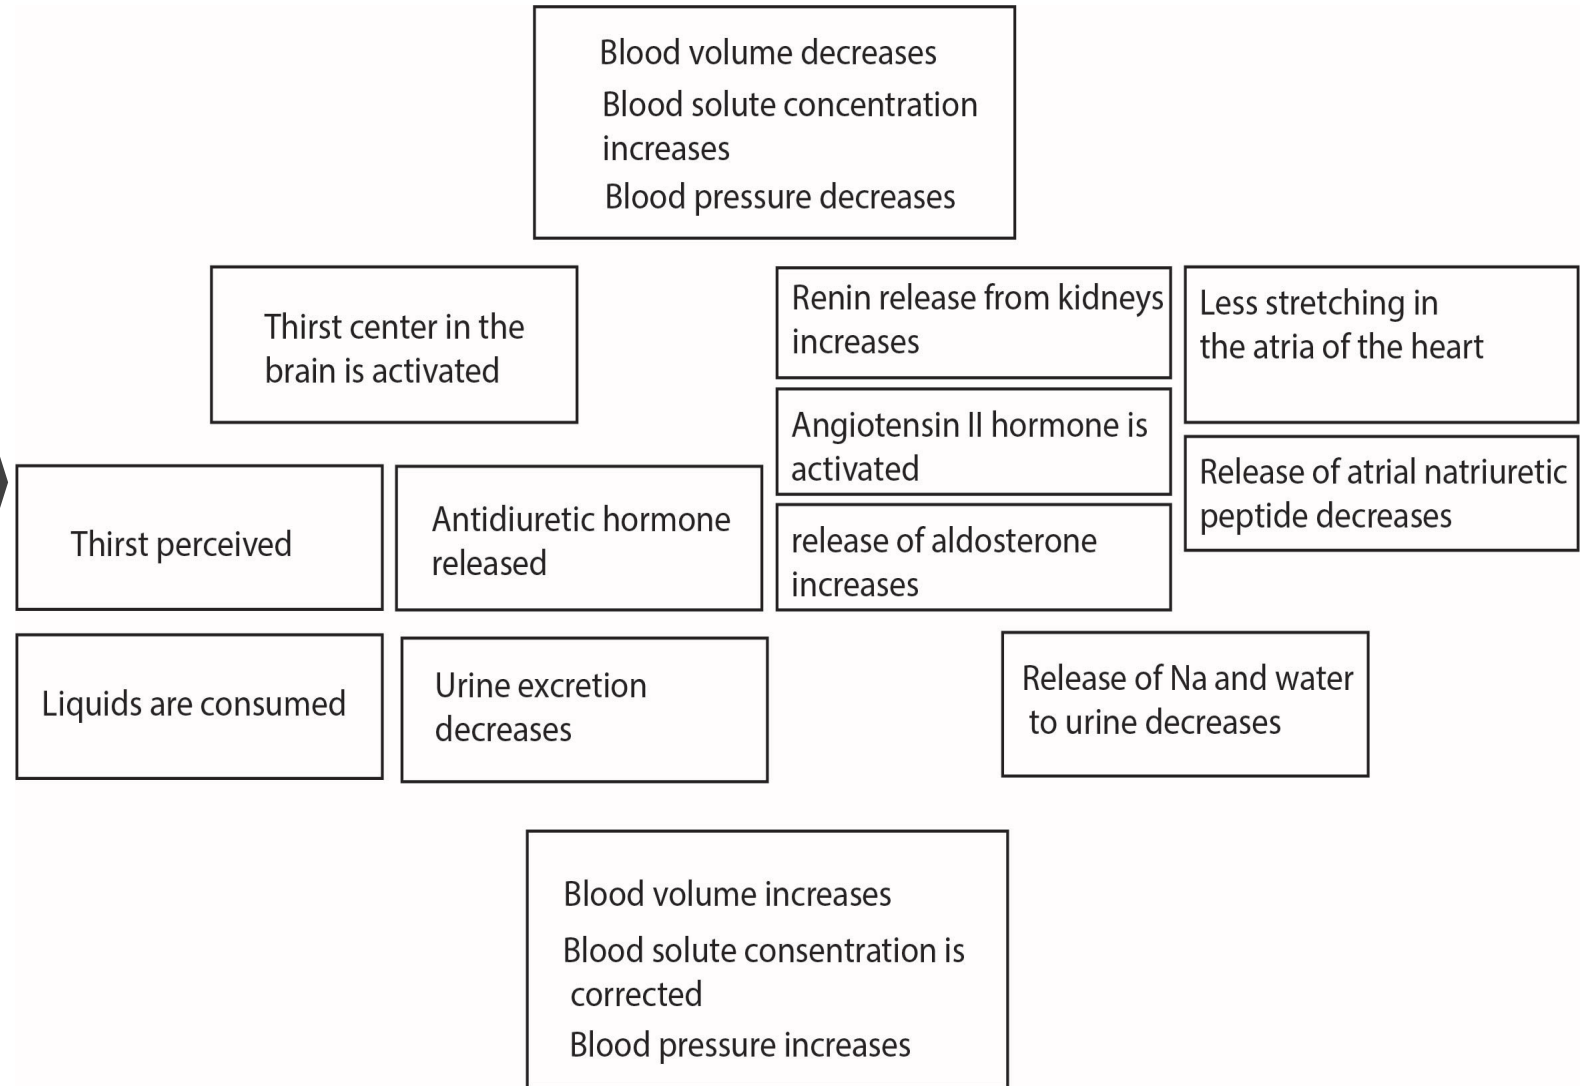 Blood volume decreases
Blood solute concentration
increases
Blood pressure decreases
Thirst center in the
brain is activated
Renin release from kidneys
increases
Less stretching in
the atria of the heart
Angiotensin II hormone is
activated
Release of atrial natriuretic
peptide decreases
Thirst perceived
Antidiuretic hormone
released
release of aldosterone
increases
Liquids are consumed
Urine excretion
decreases
Release of Na and water
to urine decreases
Blood volume increases
Blood solute consentration is
corrected
Blood pressure increases